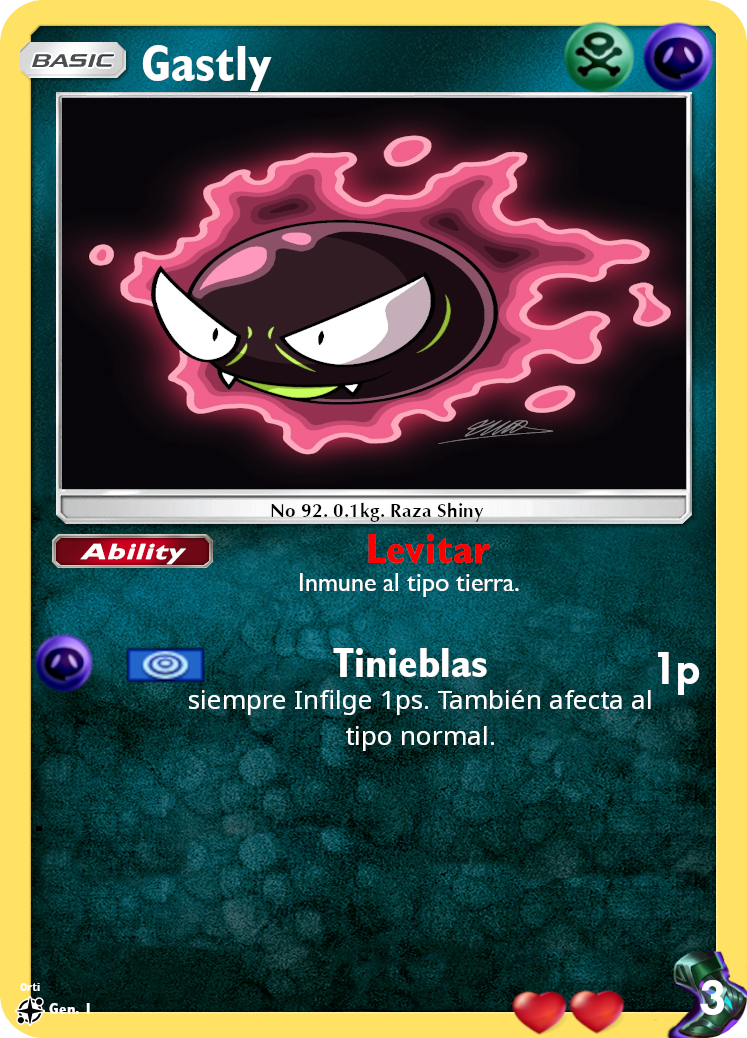 BASIC Gastly
No 92. 0.1kg. Raza Shiny
Ability Levitar
Inmune al tipo tierra.
Tinieblas 1p
siempre Infilge 1ps. También afecta al
tipo normal.
Orti
Gen. 1
3